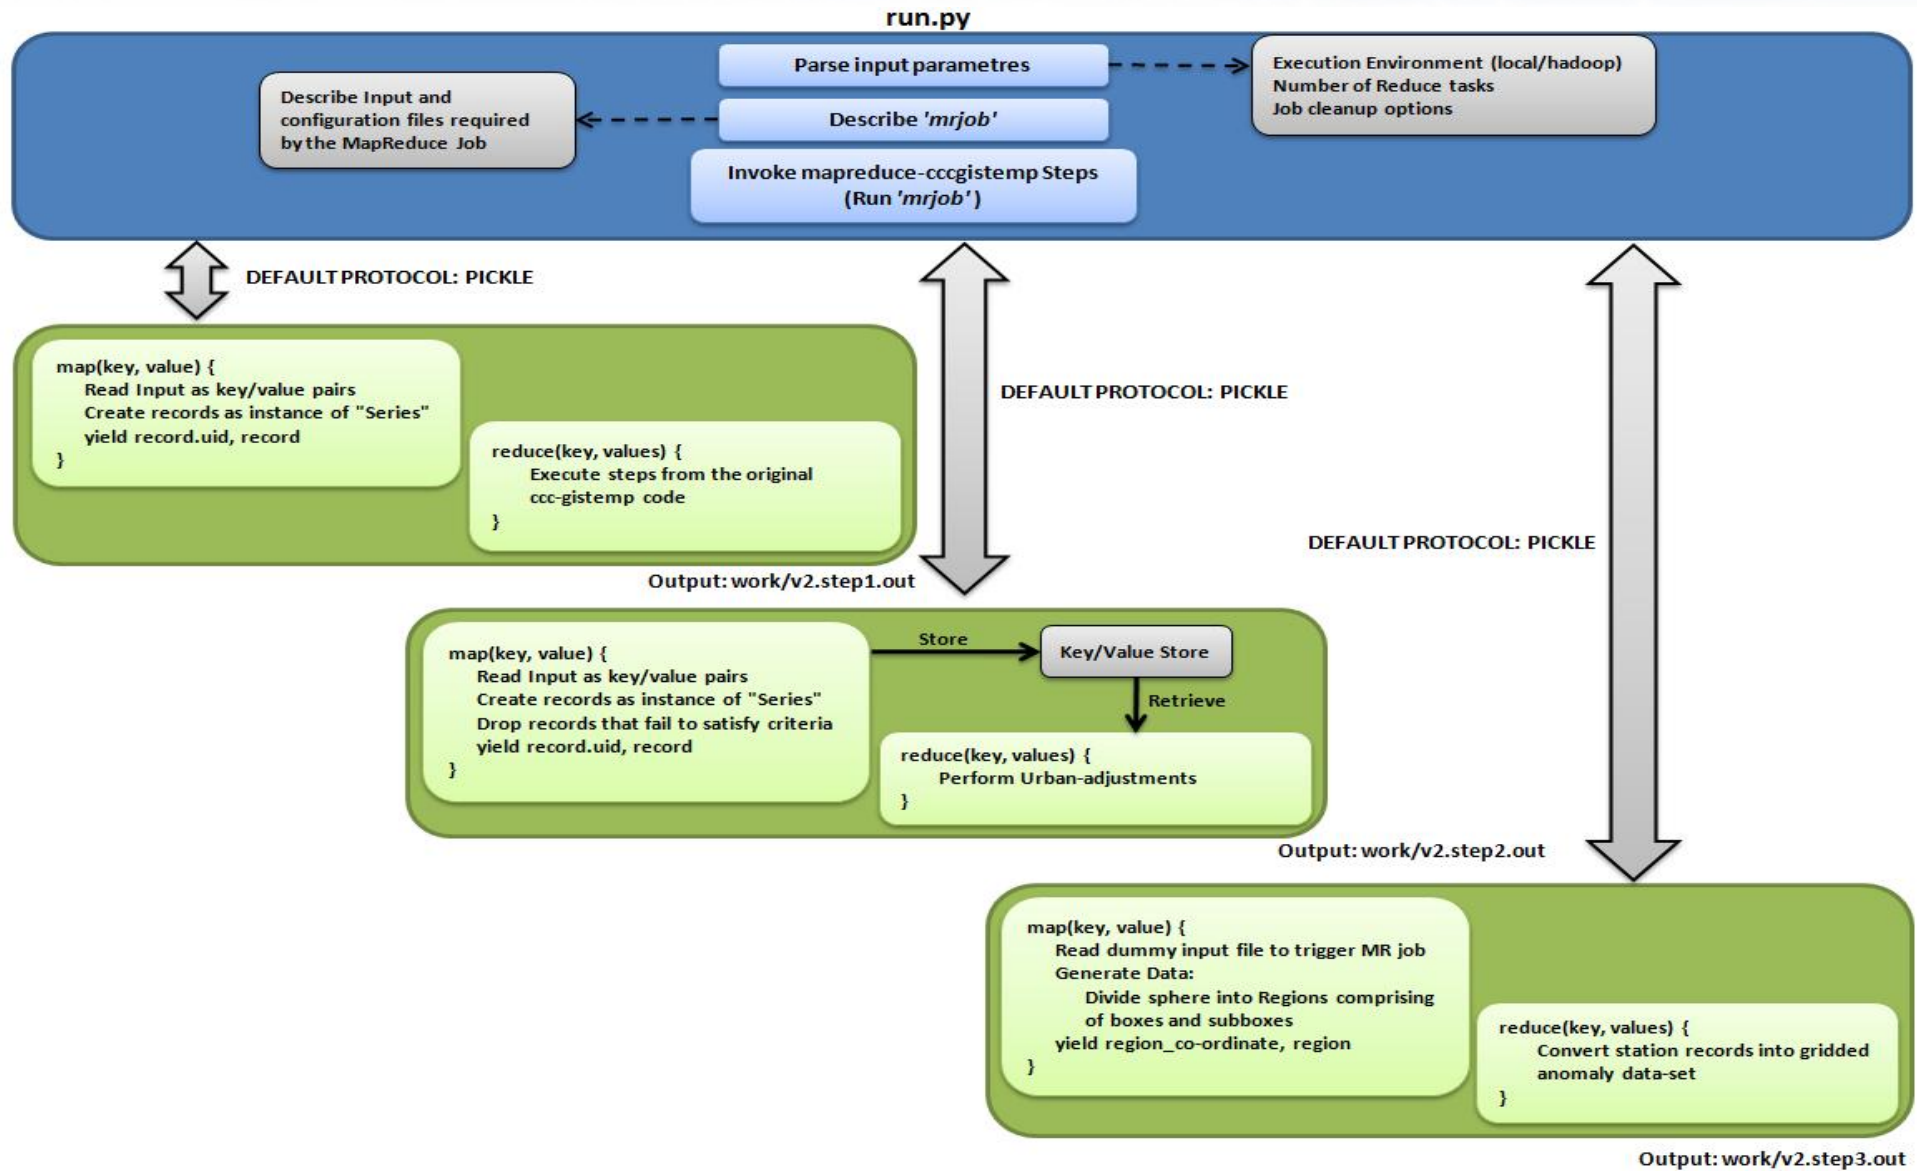 run.py
Parse input parametres
Execution Environment (local/hadoop)
Number of Reduce tasks
Job cleanup options
Describe Input and
configuration files required
by the MapReduce Job
Describe 'mrjob'
Invoke mapreduce-cccgistemp Steps
(Run 'mrjob')
DEFAULT PROTOCOL: PICKLE
map(key, value) {
Read Input as key/value pairs
Create records as instance of "Series"
yield record.uid, record
}
reduce(key, values) {
Execute steps from the original
ccc-gistemp code
}
Output: work/v2.step1.out
DEFAULT PROTOCOL: PICKLE
map(key, value) {
Read Input as key/value pairs
Create records as instance of "Series"
Drop records that fail to satisfy criteria
yield record.uid, record
}
Store
Key/Value Store
Retrieve
reduce(key, values) {
Perform Urban-adjustments
}
Output: work/v2.step2.out
DEFAULT PROTOCOL: PICKLE
map(key, value) {
Read dummy input file to trigger MR job
Generate Data:
Divide sphere into Regions comprising
of boxes and subboxes
yield region_co-ordinate, region
}
reduce(key, values) {
Convert station records into gridded
anomaly data-set
}
Output: work/v2.step3.out